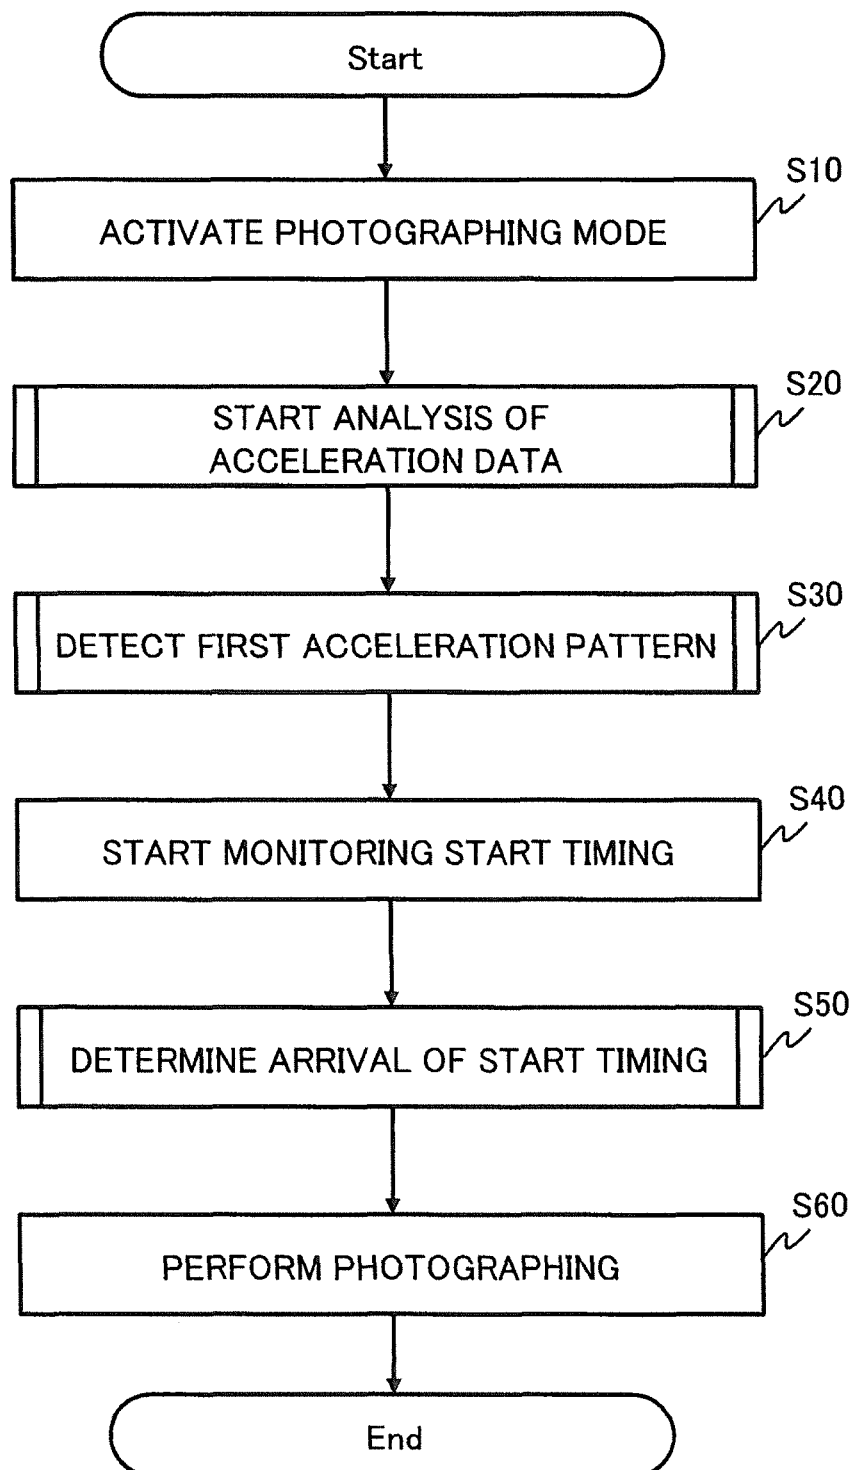 Start
S10
ACTIVATE PHOTOGRAPHING MODE
S20
START ANALYSIS OF
ACCELERATION DATA
S30
DETECT FIRST ACCELERATION PATTERN
S40
START MONITORING START TIMING
S50
DETERMINE ARRIVAL OF START TIMING
S60
PERFORM PHOTOGRAPHING
End